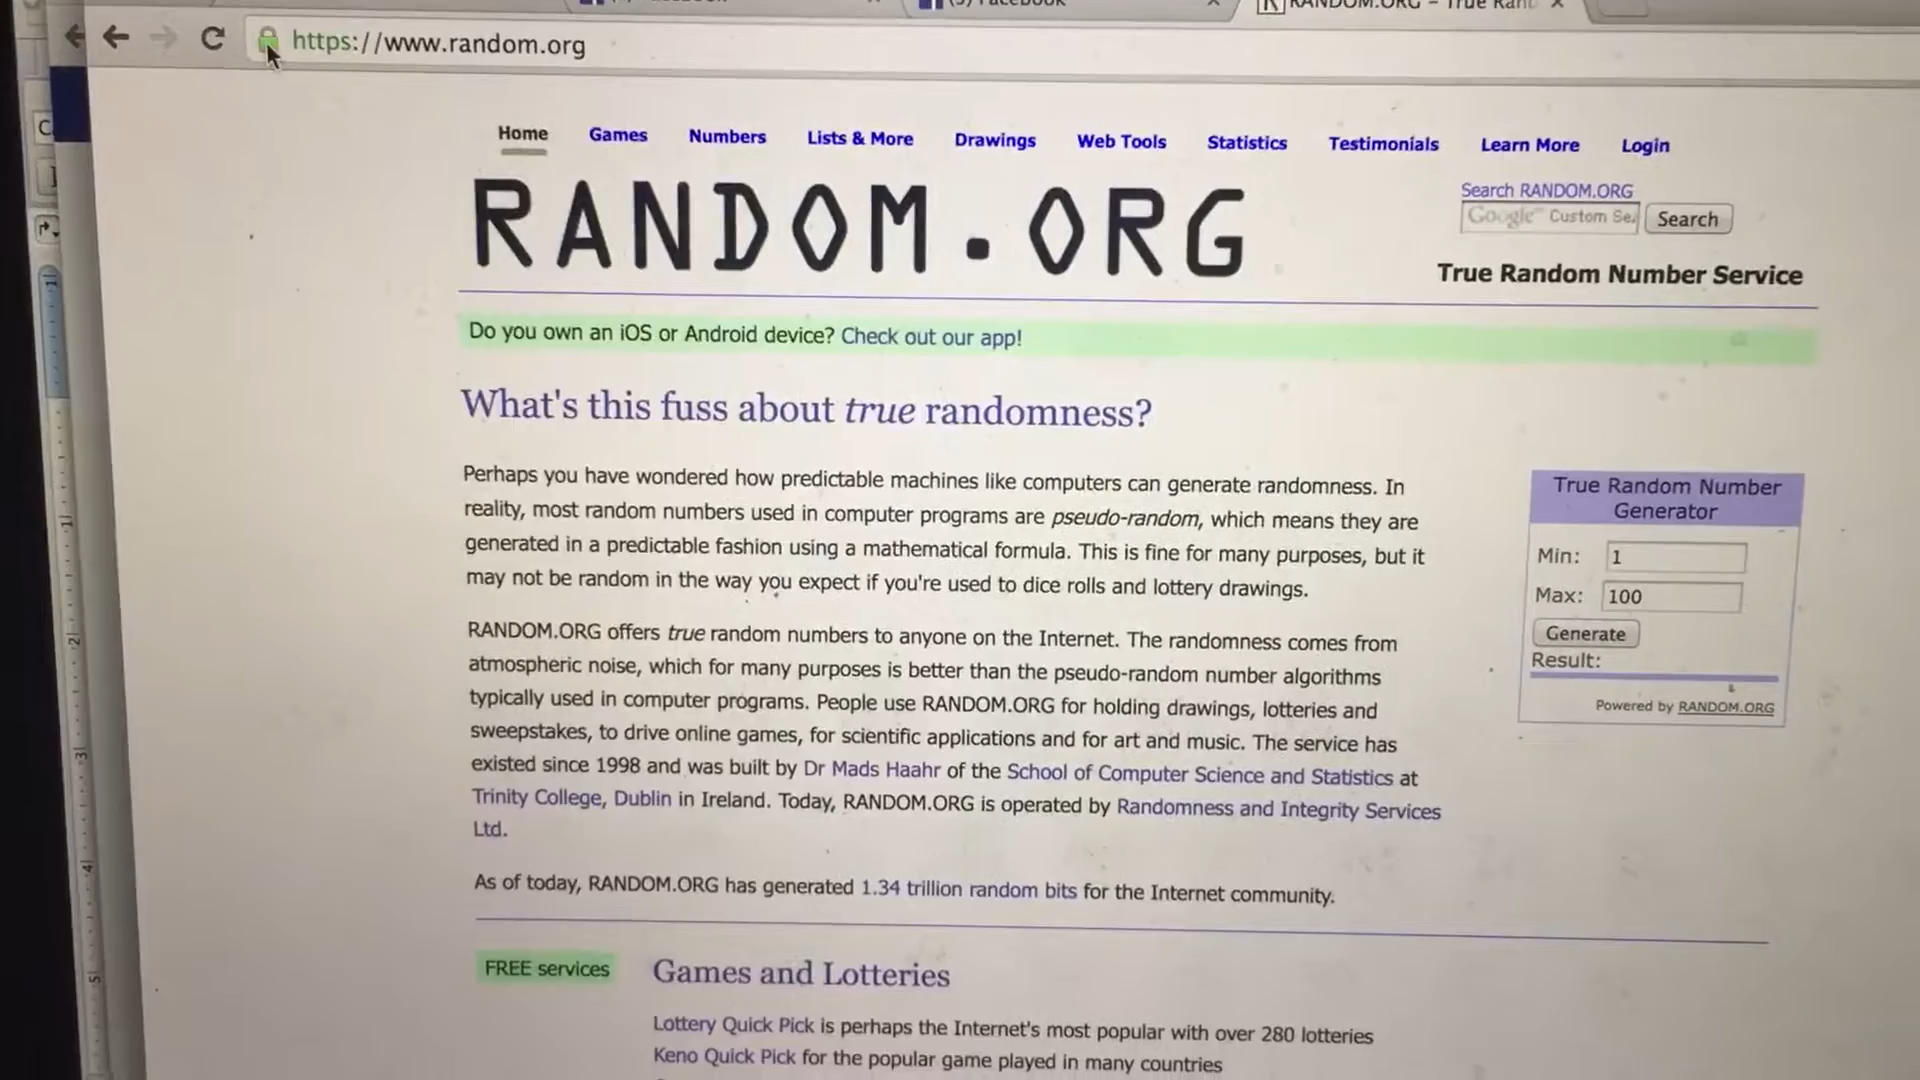 https://www.random.org
Home Games Numbers Lists & More Drawings Web Tools Statistics Testimonials Learn More Login
RANDOM.ORG
Search RANDOM.ORG
Google™ Custom Se
Search
True Random Number Service
Do you own an iOS or Android device? Check out our app!
What's this fuss about true randomness?
Perhaps you have wondered how predictable machines like computers can generate randomness. In
reality, most random numbers used in computer programs are pseudo-random, which means they are
generated in a predictable fashion using a mathematical formula. This is fine for many purposes, but it
may not be random in the way you expect if you're used to dice rolls and lottery drawings.
RANDOM.ORG offers true random numbers to anyone on the Internet. The randomness comes from
atmospheric noise, which for many purposes is better than the pseudo-random number algorithms
typically used in computer programs. People use RANDOM.ORG for holding drawings, lotteries and
sweepstakes, to drive online games, for scientific applications and for art and music. The service has
existed since 1998 and was built by Dr Mads Haahr of the School of Computer Science and Statistics at
Trinity College, Dublin in Ireland. Today, RANDOM.ORG is operated by Randomness and Integrity Services
Ltd.
As of today, RANDOM.ORG has generated 1.34 trillion random bits for the Internet community.
True Random Number
Generator
Min: 1
Max: 100
Generate
Result:
Powered by RANDOM.ORG
FREE services
Games and Lotteries
Lottery Quick Pick is perhaps the Internet's most popular with over 280 lotteries
Keno Quick Pick for the popular game played in many countries